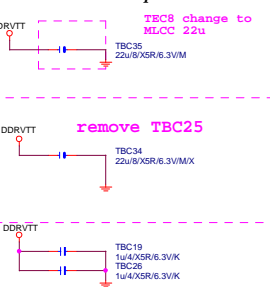 TEC8 change to
MLCC 22u
DRVTT
TBC35
22u/8/X5R/6.3V/M
remove TBC25
DDRVTT
TBC34
22u/8/X5R/6.3V/M/X
DDRVTT
TBC19
1u/4/X5R/6.3V/K
TBC26
1u/4/X5R/6.3V/K